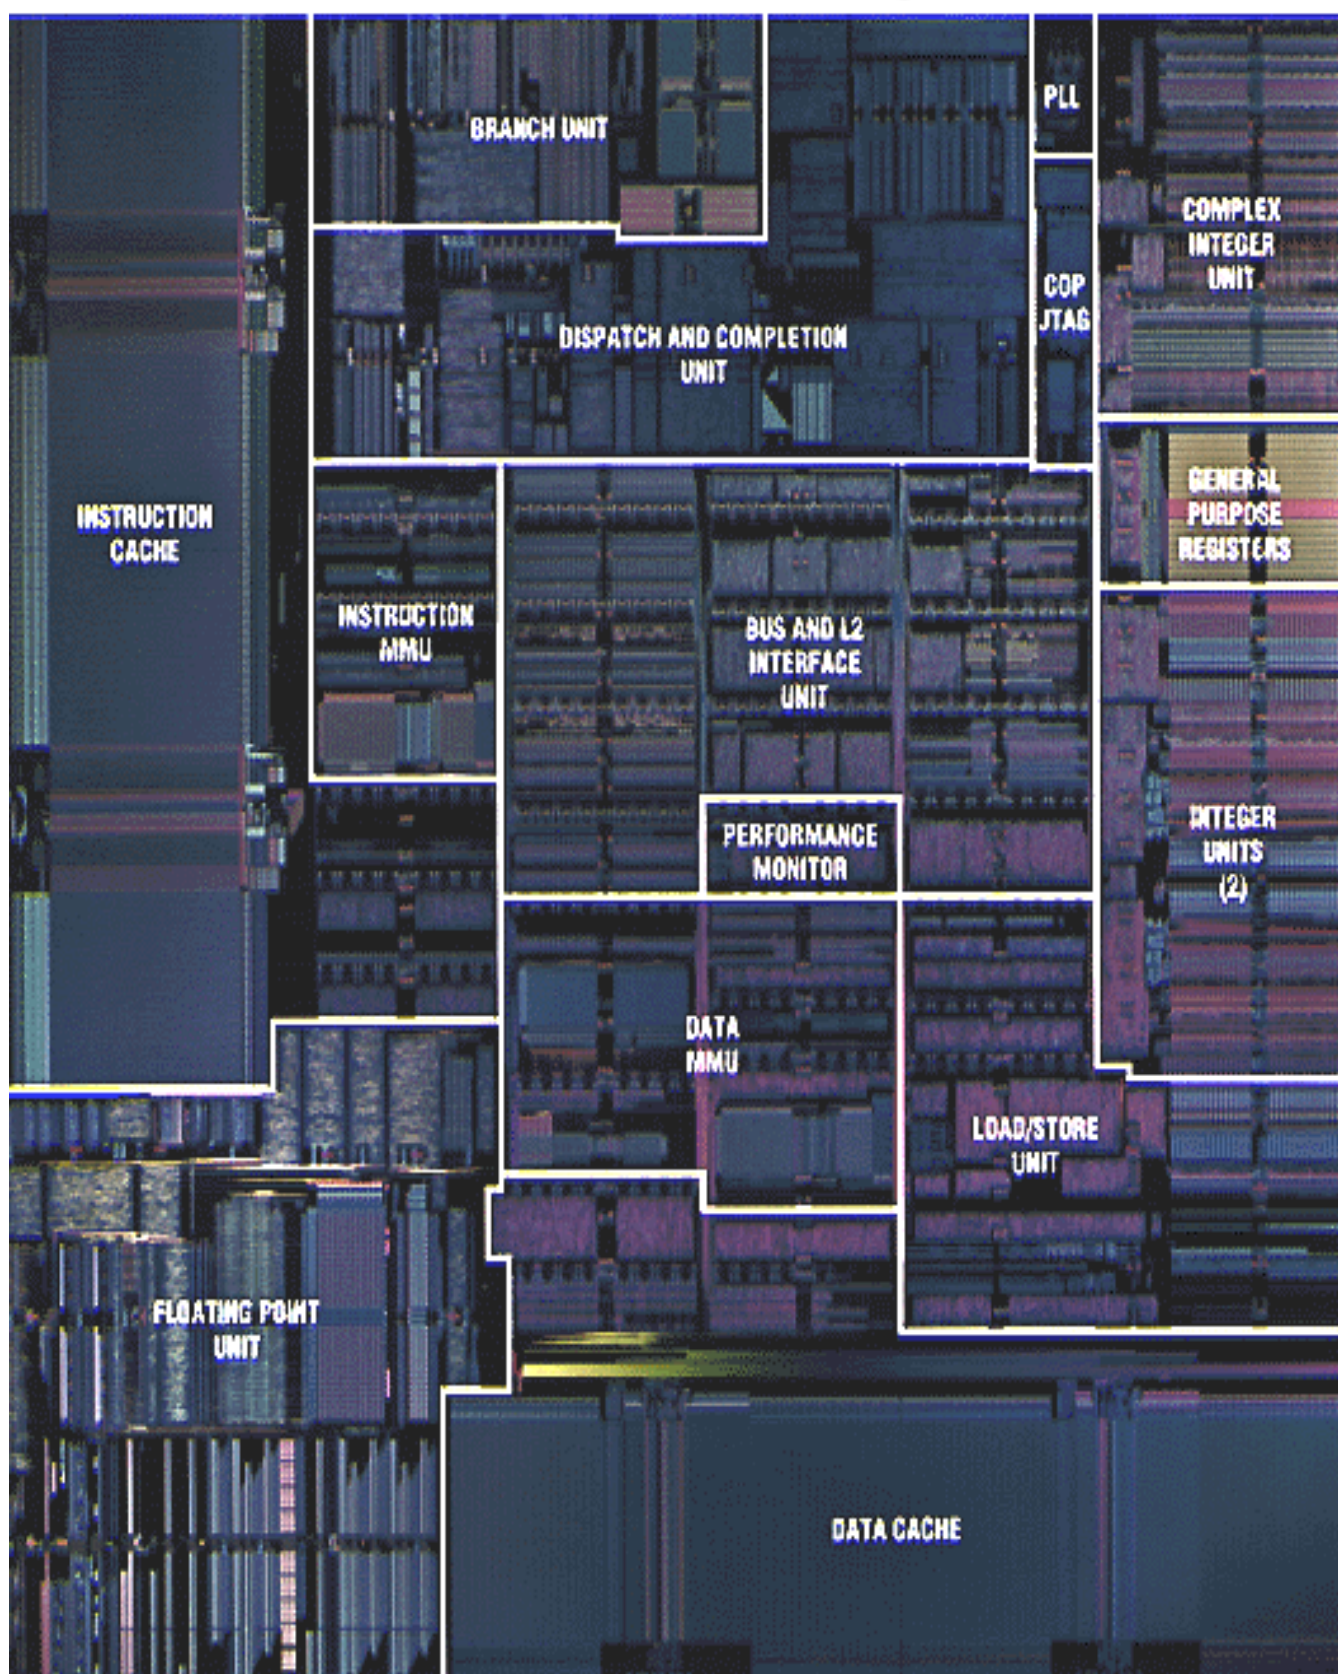 BRANCH UNIT
PLL
COMPLEX
INTEGER
UNIT
COP
JTAG
DISPATCH AND COMPLETION
UNIT
INSTRUCTION
CACHE
GENERAL
PURPOSE
REGISTERS
INSTRUCTION
MMU
BUS AND L2
INTERFACE
UNIT
PERFORMANCE
MONITOR
INTEGER
UNITS
(2)
DATA
MMU
LOAD/STORE
UNIT
FLOATING POINT
UNIT
DATA CACHE